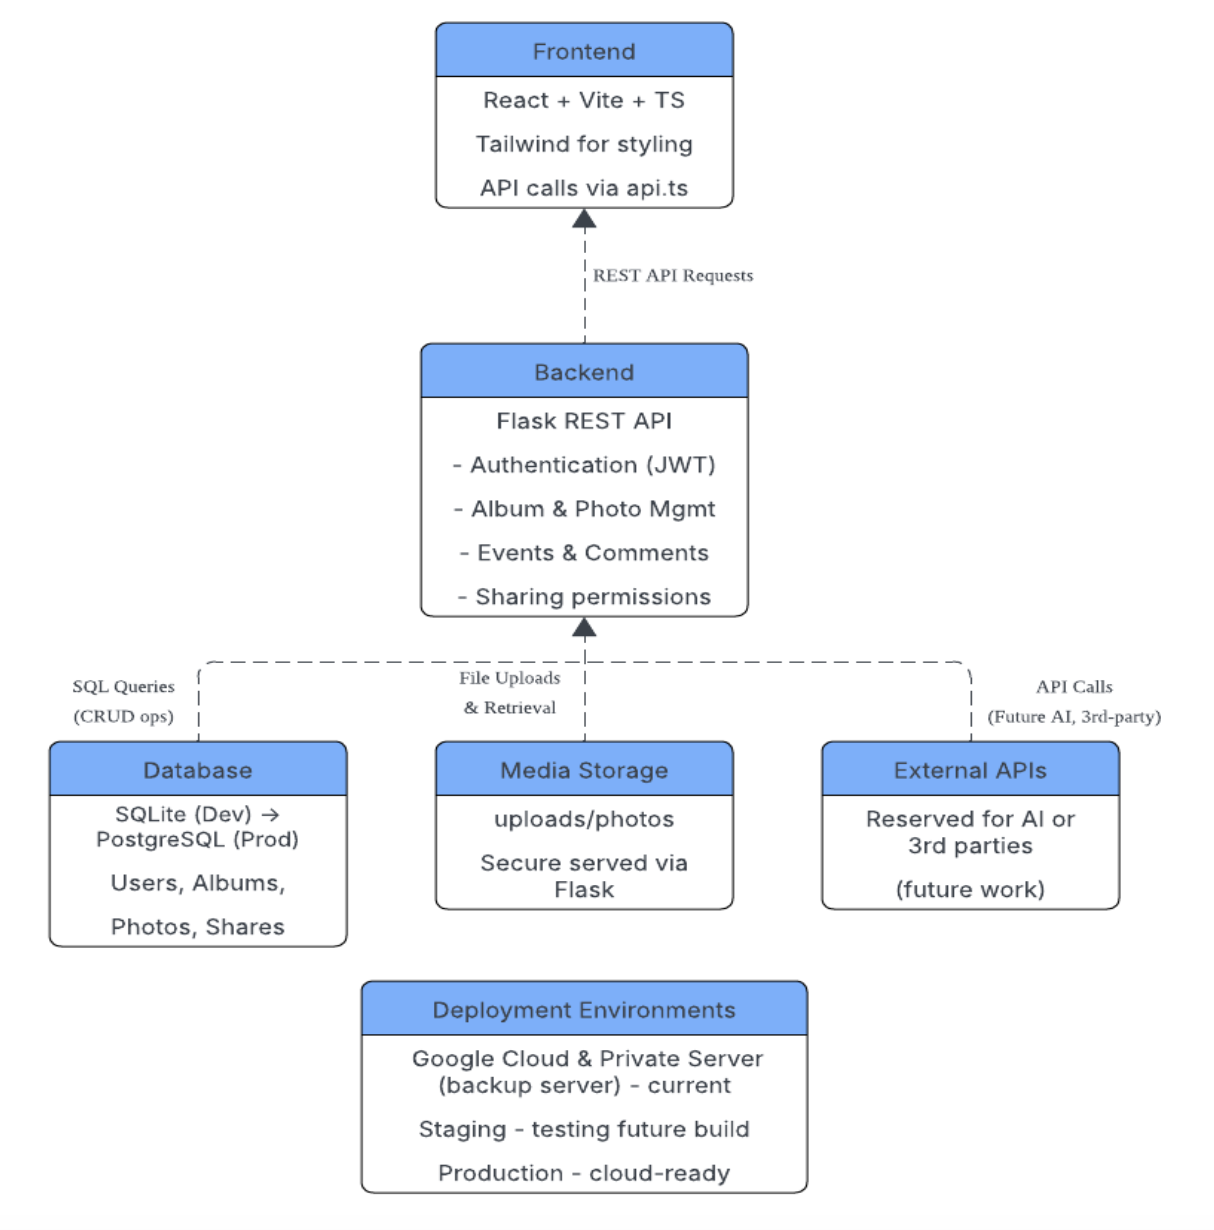 Frontend
React + Vite + TS
Tailwind for styling
API calls via api.ts
REST API Requests
Backend
Flask REST API
- Authentication (JWT)
- Album & Photo Mgmt
- Events & Comments
- Sharing permissions
SQL Queries
(CRUD ops)
File Uploads
& Retrieval
API Calls
(Future AI, 3rd-party)
Database
SQLite (Dev) →
PostgreSQL (Prod)
Users, Albums,
Photos, Shares
Media Storage
uploads/photos
Secure served via
Flask
External APIs
Reserved for AI or
3rd parties
(future work)
Deployment Environments
Google Cloud & Private Server
(backup server) - current
Staging - testing future build
Production - cloud-ready